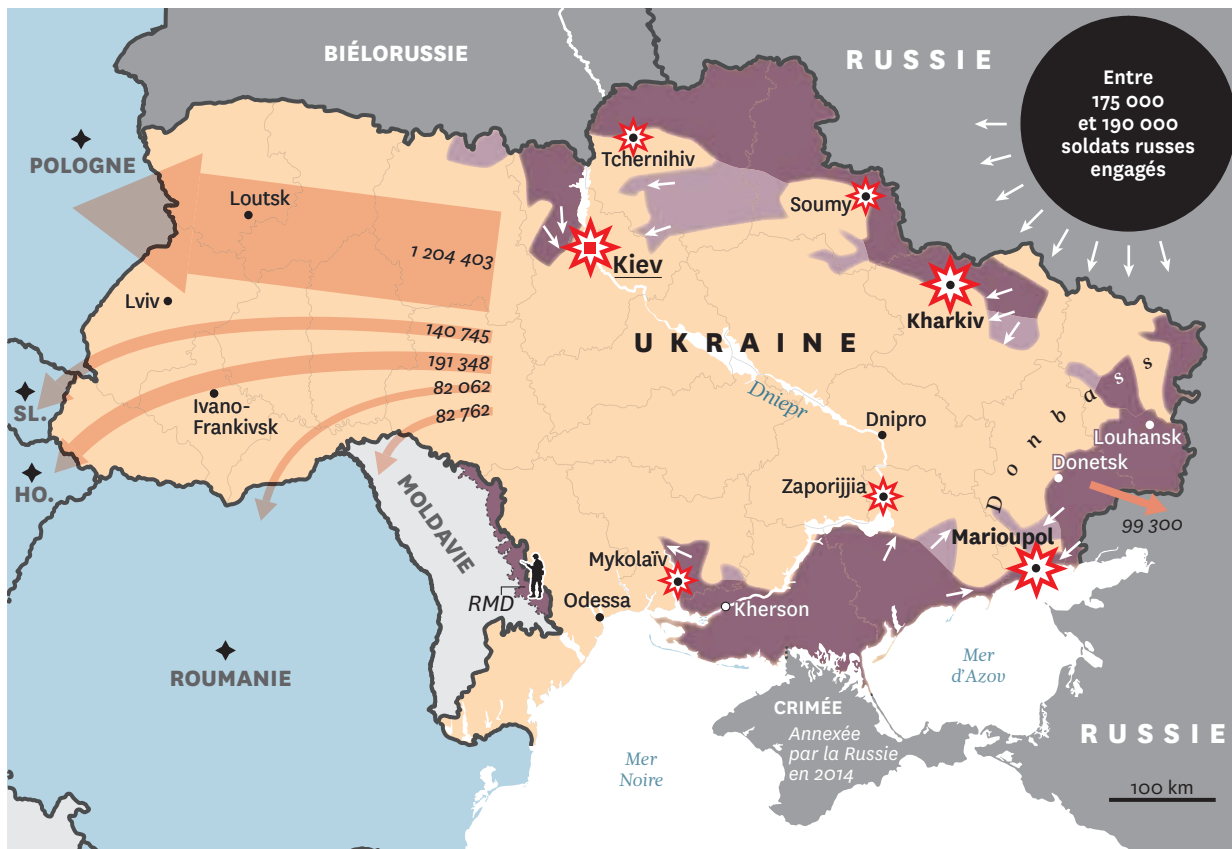 BIÉLORUSSIE
RUSSIE
Entre
175 000
et 190 000
soldats russes
engagés
POLOGNE
Tchernihiv
Loutsk
Soumy
1 204 403
Kiev
Lviv
Kharkiv
140 745
UKRAINE
191 348
82 062
82 762
SL.
Ivano-
Frankivsk
Dniepr
Dnipro
Donbass
Louhansk
Donetsk
HO.
MOLDAVIE
Zaporijjia
99 300
Marioupol
Mykolaïv
RMD
Odessa
Kherson
ROUMANIE
Mer
d'Azov
CRIMÉE
Annexée
par la Russie
en 2014
RUSSIE
Mer
Noire
100 km